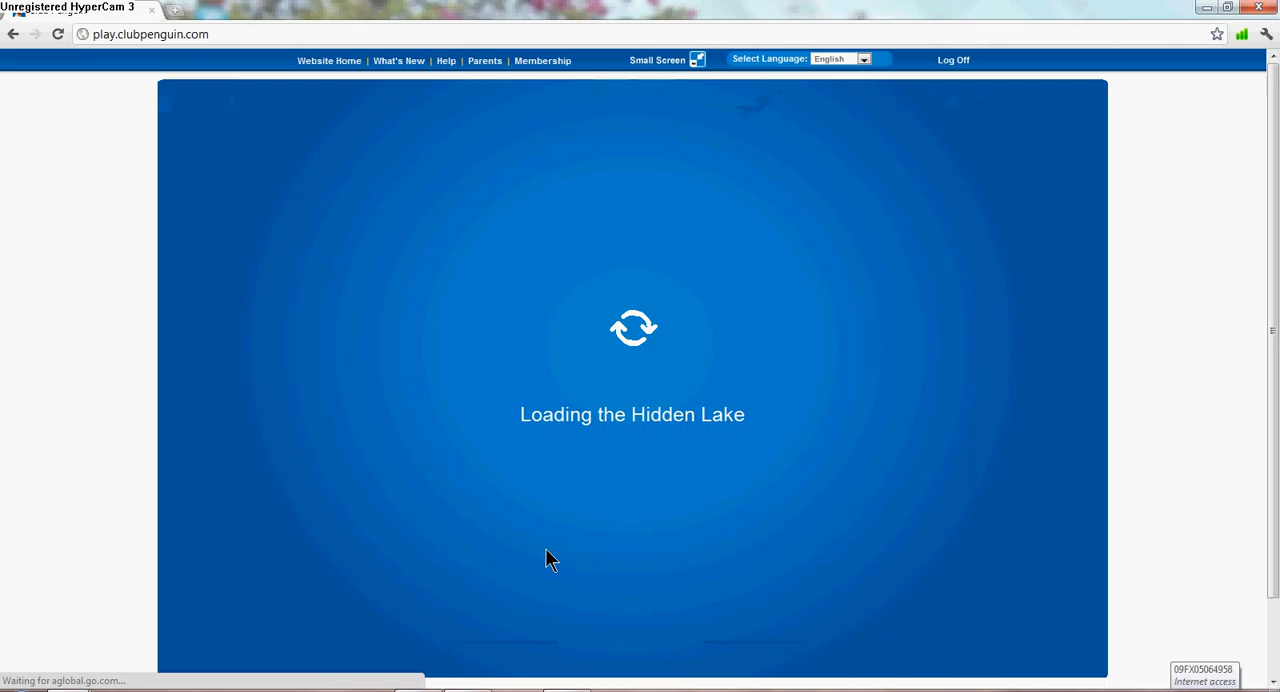 Unregistered HyperCam 3
play.clubpenguin.com
Website Home | What's New | Help | Parents | Membership
Small Screen
Select Language: English
Log Off
Loading the Hidden Lake
Waiting for aglobal.go.com...
09FX05064958
Internet access